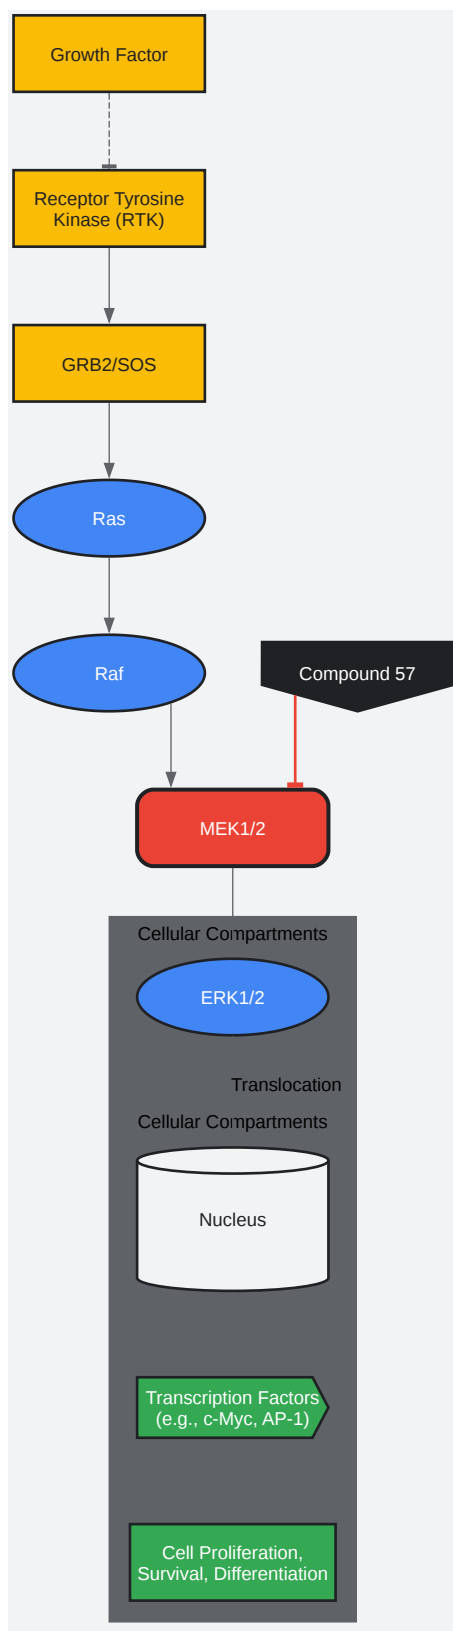 Growth Factor
Receptor Tyrosine
Kinase (RTK)
GRB2/SOS
Ras
Raf
Compound 57
MEK1/2
Cellular Compartments
ERK1/2
Translocation
Cellular Compartments
Nucleus
Transcription Factors
(e.g., c-Myc, AP-1)
Cell Proliferation,
Survival, Differentiation